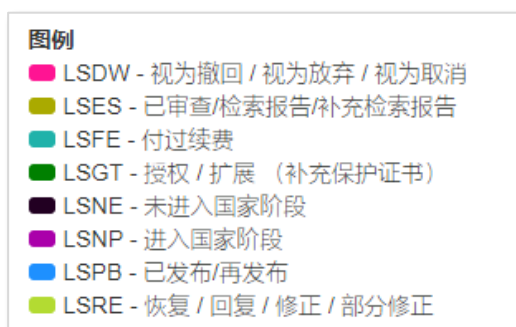 图例
LSDW - 视为撤回 / 视为放弃 / 视为取消
LSES - 已审查/检索报告/补充检索报告
LSFE - 付过续费
LSGT - 授权 / 扩展 （补充保护证书）
LSNE - 未进入国家阶段
LSNP - 进入国家阶段
LSPB - 已发布/再发布
LSRE - 恢复 / 回复 / 修正 / 部分修正